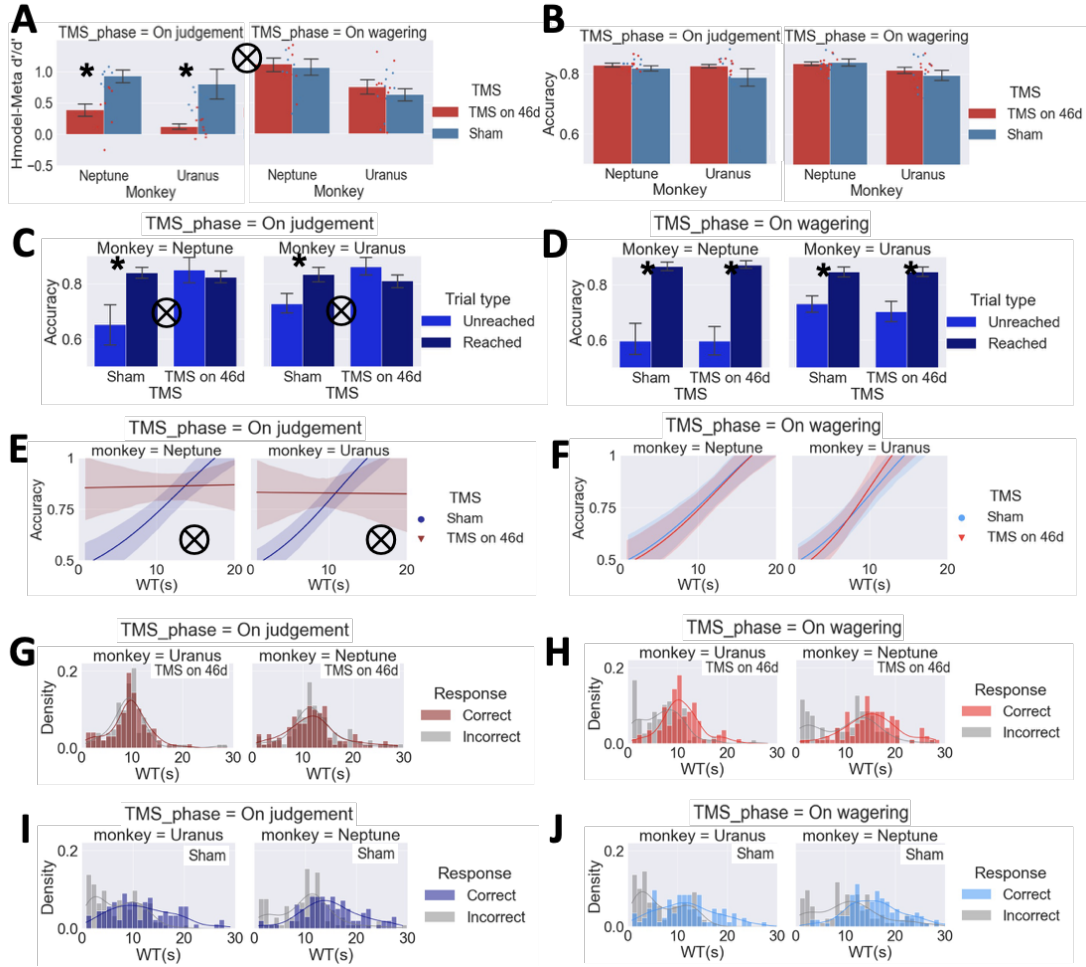 A
TMS_phase = On judgement
TMS_phase = On wagering
Hmodel-Meta d'/d'
1.0
0.5
0.0
−0.5
*
*
Neptune
Uranus
Neptune
Uranus
Monkey
Monkey
TMS
TMS on 46d
Sham
B
TMS_phase = On judgement
TMS_phase = On wagering
Accuracy
0.8
0.6
Neptune
Uranus
Neptune
Uranus
Monkey
Monkey
TMS
TMS on 46d
Sham
C
TMS_phase = On judgement
Monkey = Neptune
Monkey = Uranus
Accuracy
0.8
0.6
*
*
Sham
TMS on 46d
Sham
TMS on 46d
TMS
TMS
Trial type
Unreached
Reached
D
TMS_phase = On wagering
Monkey = Neptune
Monkey = Uranus
Accuracy
0.8
0.6
*
*
*
*
Sham
TMS on 46d
Sham
TMS on 46d
TMS
TMS
Trial type
Unreached
Reached
E
TMS_phase = On judgement
monkey = Neptune
monkey = Uranus
Accuracy
1
0.75
0.5
0
10
20
0
10
20
WT(s)
WT(s)
TMS
Sham
TMS on 46d
F
TMS_phase = On wagering
monkey = Neptune
monkey = Uranus
Accuracy
1
0.75
0.5
0
10
20
0
10
20
WT(s)
WT(s)
TMS
Sham
TMS on 46d
G
TMS_phase = On judgement
monkey = Uranus
monkey = Neptune
TMS on 46d
TMS on 46d
Density
0.2
0.0
0
10
20
30
0
10
20
30
WT(s)
WT(s)
Response
Correct
Incorrect
H
TMS_phase = On wagering
monkey = Uranus
monkey = Neptune
TMS on 46d
TMS on 46d
Density
0.2
0.0
0
10
20
30
0
10
20
30
WT(s)
WT(s)
Response
Correct
Incorrect
I
TMS_phase = On judgement
monkey = Uranus
monkey = Neptune
Sham
Sham
Density
0.2
0.0
0
10
20
30
0
10
20
30
WT(s)
WT(s)
Response
Correct
Incorrect
J
TMS_phase = On wagering
monkey = Uranus
monkey = Neptune
Sham
Sham
Density
0.2
0.0
0
10
20
30
0
10
20
30
WT(s)
WT(s)
Response
Correct
Incorrect